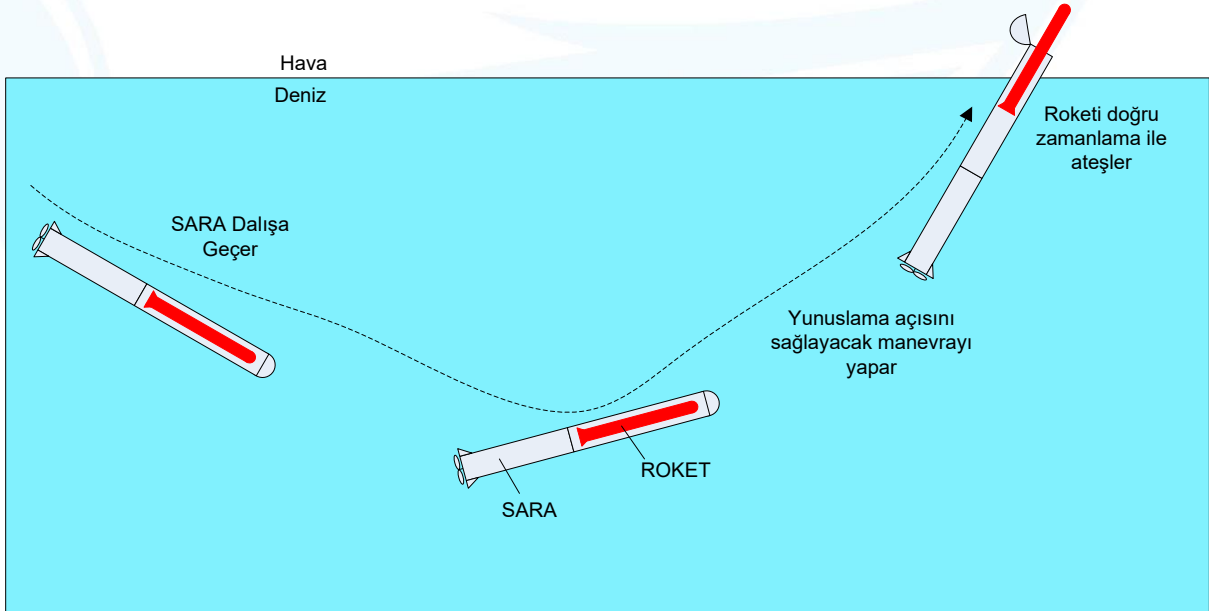 Hava
Deniz
SARA Dalışa
Geçer
Roketi doğru
zamanlama ile
ateşler
Yunuslama açısını
sağlayacak manevrayı
yapar
ROKET
SARA